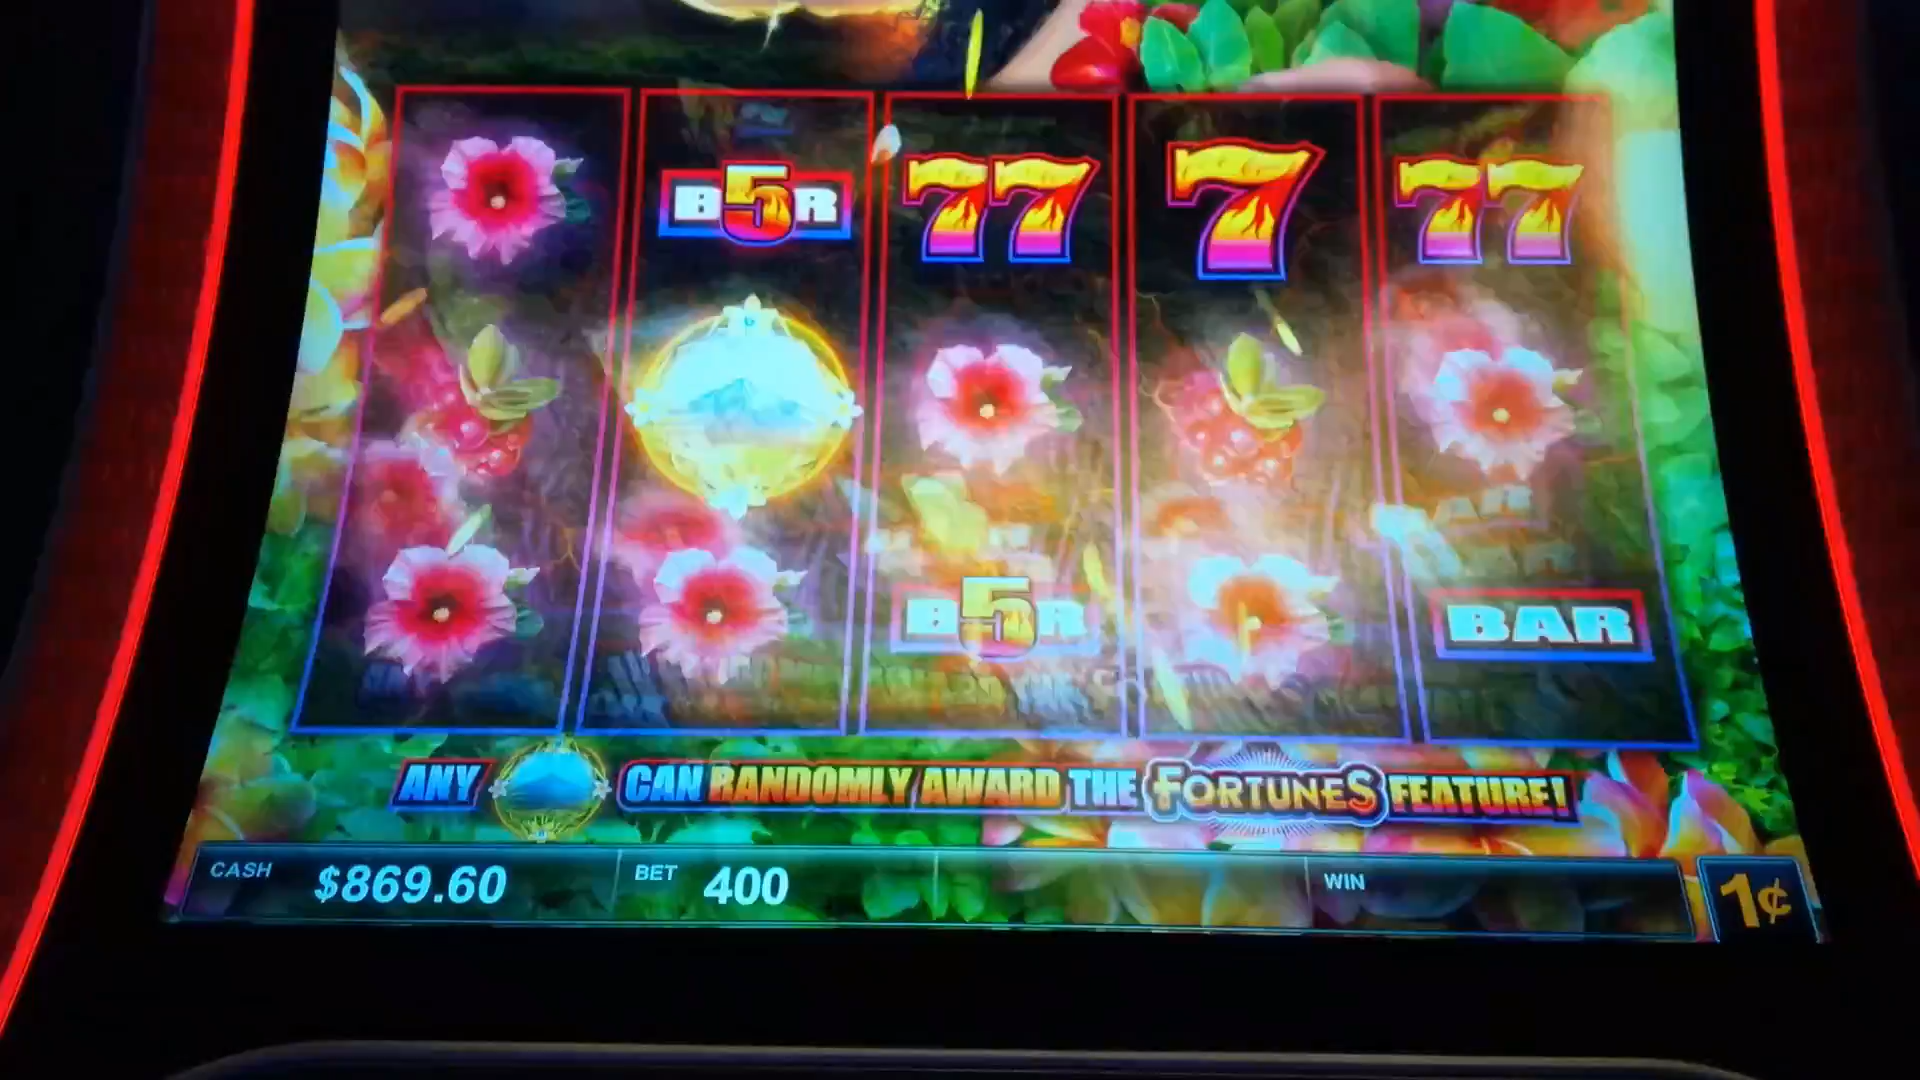 B5R 77 7 77
B5R BAR
ANY CAN RANDOMLY AWARD THE FORTUNES FEATURE!
CASH $869.60 BET 400 WIN 1¢